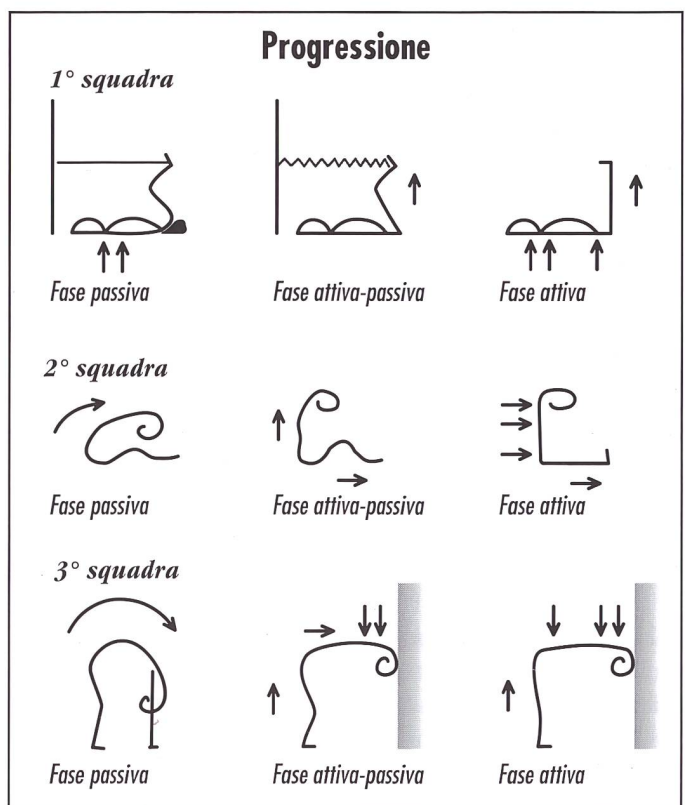 Progressione
1° squadra
Fase passiva
Fase attiva-passiva
Fase attiva
2° squadra
Fase passiva
Fase attiva-passiva
Fase attiva
3° squadra
Fase passiva
Fase attiva-passiva
Fase attiva